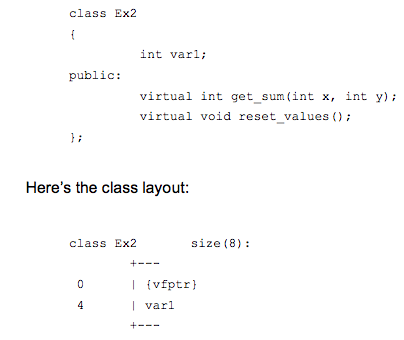 class Ex2
{
int var1;
public:
virtual int get_sum(int x, int y);
virtual void reset_values();
};
Here's the class layout:
class Ex2 size(8):
+---
0 | {vfptr}
4 | var1
+---